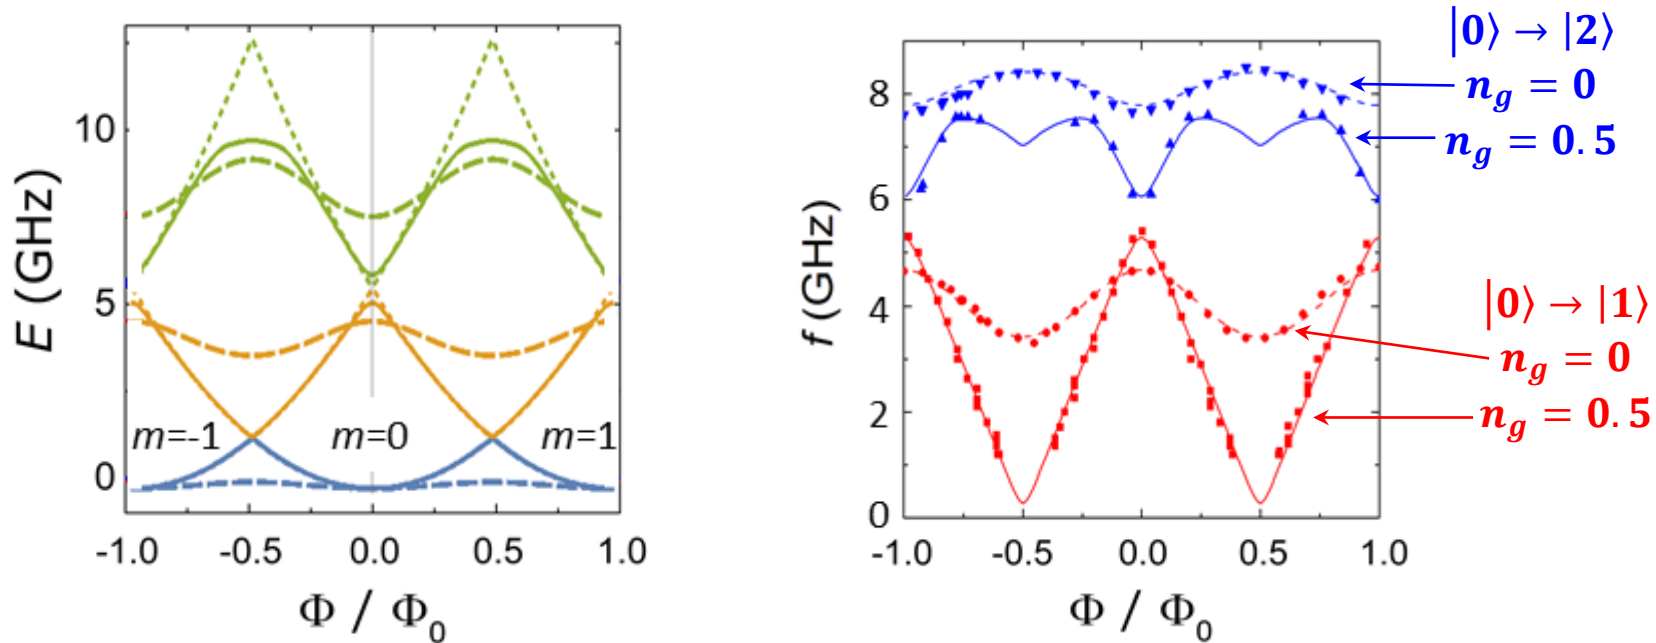 10
5
0
E (GHz)
m=-1
m=0
m=1
-1.0
-0.5
0.0
0.5
1.0
Φ / Φ₀
8
6
4
2
0
f (GHz)
-1.0
-0.5
0.0
0.5
1.0
Φ / Φ₀
|0⟩ → |2⟩
n_g = 0
n_g = 0.5
|0⟩ → |1⟩
n_g = 0
n_g = 0.5